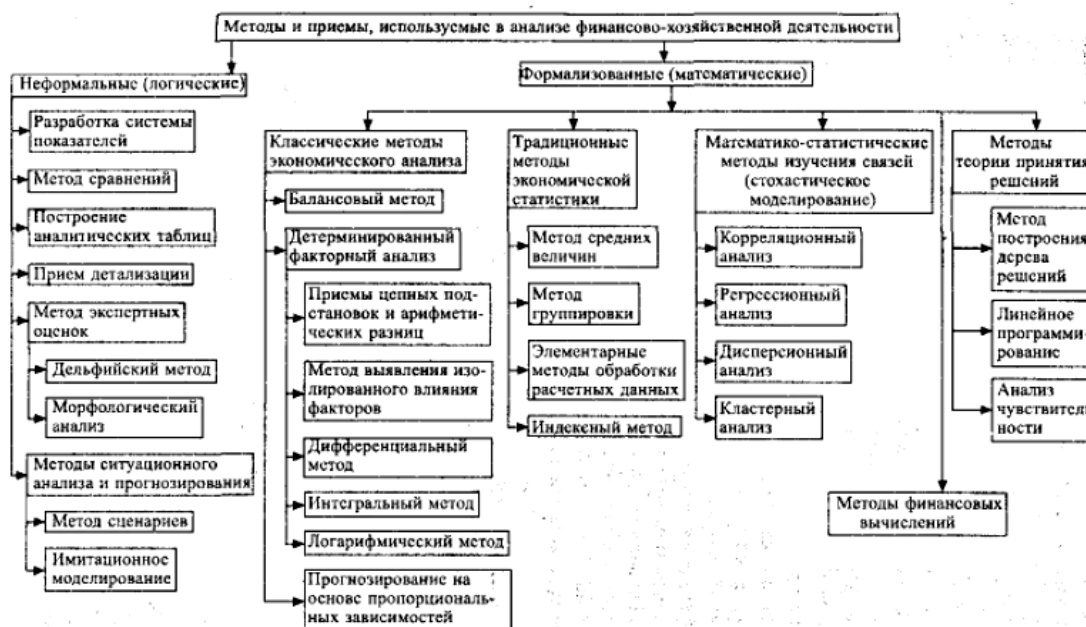 Методы и приемы, используемые в анализе финансово-хозяйственной деятельности
Неформальные (логические)
Разработка системы
показателей
Метод сравнений
Построение
аналитических таблиц
Прием детализации
Метод экспертных
оценок
Дельфийский метод
Морфологический
анализ
Методы ситуационного
анализа и прогнозирования
Метод сценариев
Имитационное
моделирование
Формализованные (математические)
Классические методы
экономического анализа
Балансовый метод
Детерминированный
факторный анализ
Приемы цепных под-
становок и арифмети-
ческих разниц
Метод выявления изо-
лированного влияния
факторов
Дифференциальный
метод
Интегральный метод
Логарифмический метод
Прогнозирование на
основе пропорциональ-
ных зависимостей
Традиционные
методы
экономической
статистики
Метод средних
величин
Метод
группировки
Элементарные
методы обработки
расчетных данных
Индексный метод
Математико-статистические
методы изучения связей
(стохастическое
моделирование)
Корреляционный
анализ
Регрессионный
анализ
Дисперсионный
анализ
Кластерный
анализ
Методы финансовых
вычислений
Методы
теории принятия
решений
Метод
построения
дерева
решений
Линейное
программи-
рование
Анализ
чувствитель
ности